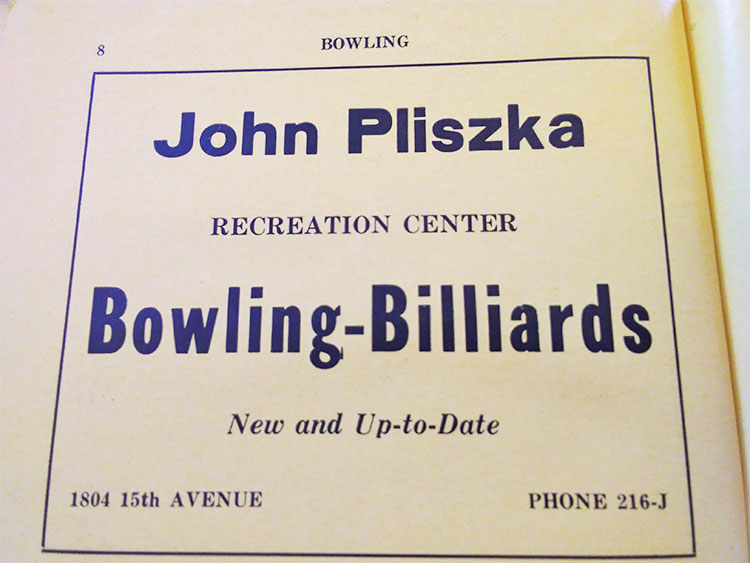 8 BOWLING
John Pliszka
RECREATION CENTER
Bowling-Billiards
New and Up-to-Date
1804 15th AVENUE PHONE 216-J